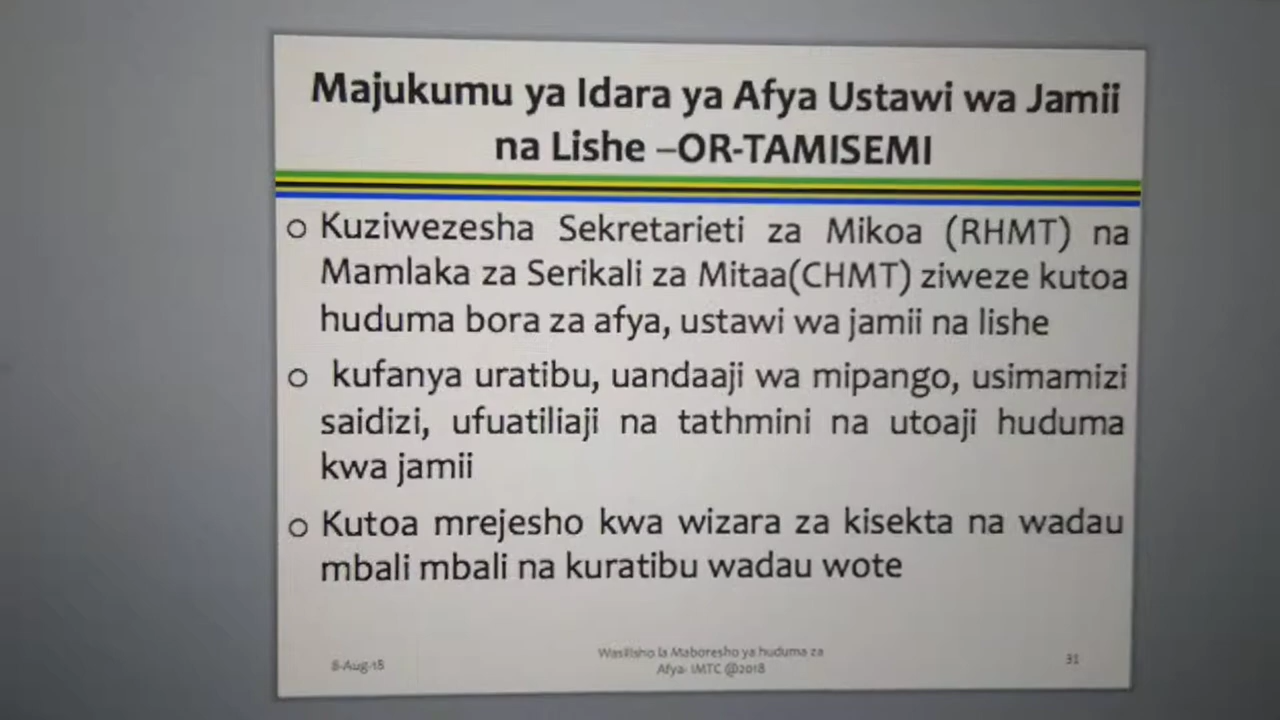 Majukumu ya Idara ya Afya Ustawi wa Jamii
na Lishe –OR-TAMISEMI
o Kuziwezesha Sekretarieti za Mikoa (RHMT) na
Mamlaka za Serikali za Mitaa(CHMT) ziweze kutoa
huduma bora za afya, ustawi wa jamii na lishe
o kufanya uratibu, uandaaji wa mipango, usimamizi
saidizi, ufuatiliaji na tathmini na utoaji huduma
kwa jamii
o Kutoa mrejesho kwa wizara za kisekta na wadau
mbali mbali na kuratibu wadau wote
8-Aug-18
Wasilisho la Maboresho ya huduma za
Afya- IMTC @2018
31